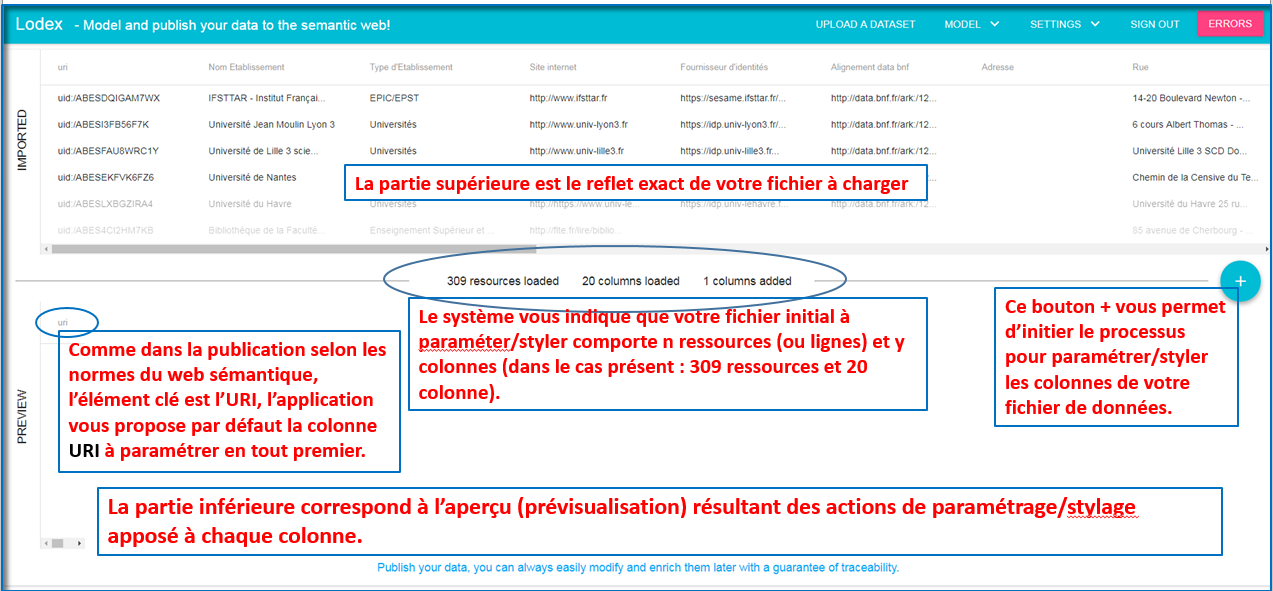 Lodex - Model and publish your data to the semantic web! UPLOAD A DATASET MODEL SETTINGS SIGN OUT ERRORS
uri Nom Etablissement Type d'Etablissement Site internet Fournisseur d'identités Alignement data bnf Adresse Rue
IMPORTED
uid:/ABESDQIGAM7WX IFSTTAR - Institut Françai... EPIC/EPST http://www.ifsttar.fr https://sesame.ifsttar.fr/... http://data.bnf.fr/ark:/12... 14-20 Boulevard Newton -...
uid:/ABESI3FB56F7K Université Jean Moulin Lyon 3 Universités http://www.univ-lyon3.fr https://idp.univ-lyon3.fr/... http://data.bnf.fr/ark:/12... 6 cours Albert Thomas - ...
uid:/ABESFAU8WRC1Y Université de Lille 3 scie... Universités http://www.univ-lille3.fr https://idp.univ-lille3.fr... http://data.bnf.fr/ark:/12... Université Lille 3 SCD Do...
uid:/ABESEKFVK6FZ6 Université de Nantes Chemin de la Censive du Te...
La partie supérieure est le reflet exact de votre fichier à charger
uid:/ABESLXBGZIRA4 Université du Havre Universités http://https://www.univ-le... https://idp.univ-lehavre.f... http://data.bnf.fr/ark:/12... Université du Havre 25 ru...
uid:/ABES4CI2HM7KB Bibliothèque de la Faculté... Enseignement Supérieur et ... http://flte.fr/lire/biblio... 85 avenue de Cherbourg - ...
309 resources loaded 20 columns loaded 1 columns added
+
uri
PREVIEW
Comme dans la publication selon les
normes du web sémantique,
l'élément clé est l'URI, l'application
vous propose par défaut la colonne
URI à paramétrer en tout premier.
Le système vous indique que votre fichier initial à
paraméter/styler comporte n ressources (ou lignes) et y
colonnes (dans le cas présent : 309 ressources et 20
colonne).
Ce bouton + vous permet
d'initier le processus
pour paramétrer/styler
les colonnes de votre
fichier de données.
La partie inférieure correspond à l'aperçu (prévisualisation) résultant des actions de paramétrage/stylage
apposé à chaque colonne.
Publish your data, you can always easily modify and enrich them later with a guarantee of traceability.